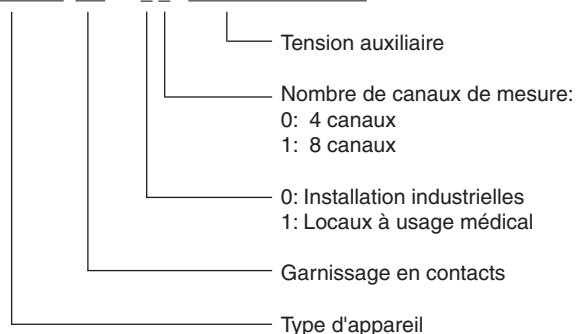 Tension auxiliaire
Nombre de canaux de mesure:
0: 4 canaux
1: 8 canaux
0: Installation industrielles
1: Locaux à usage médical
Garnissage en contacts
Type d'appareil